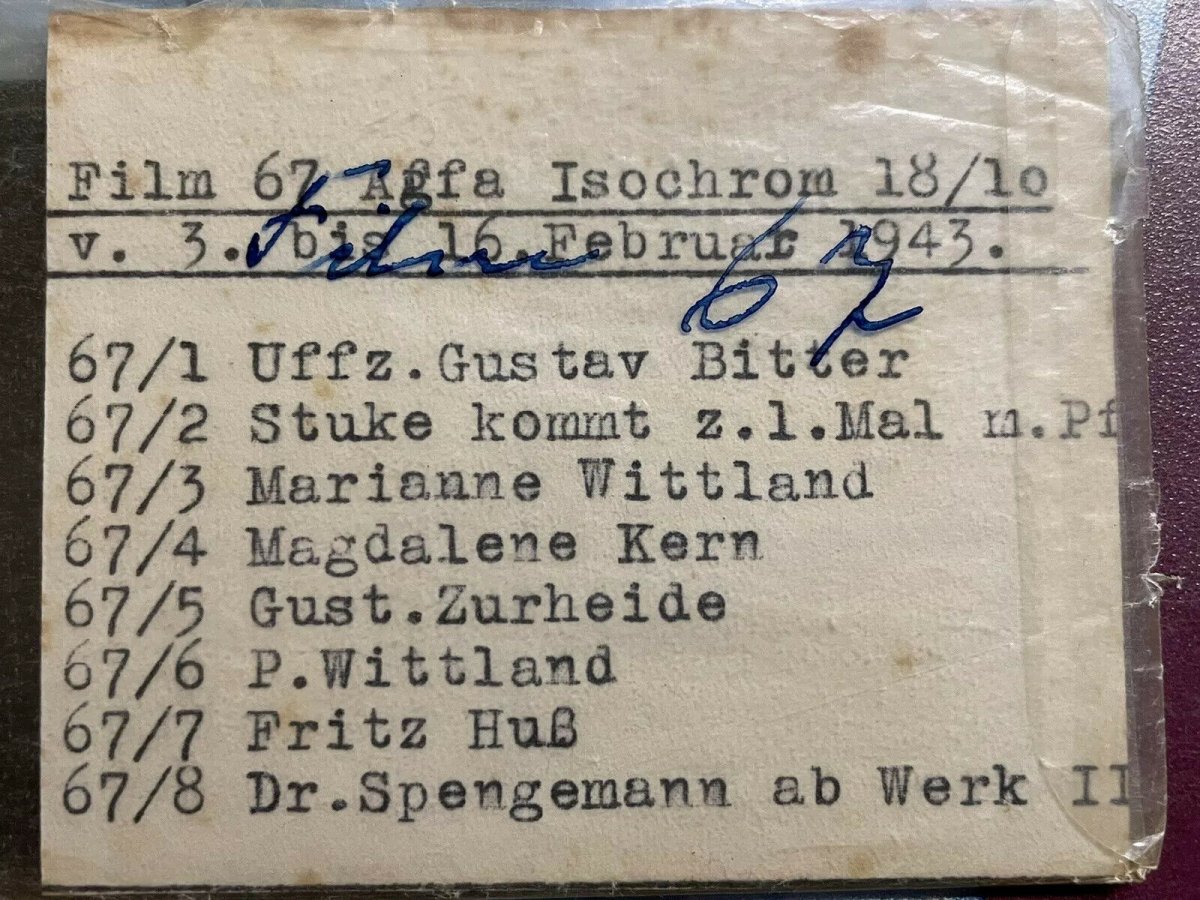 Film 67 Agfa Isochrom 18/10
v. 3. bis 16.Februar 1943.
Film 67
67/1 Uffz.Gustav Bitter
67/2 Stuke kommt z.l.Mal m.Pf
67/3 Marianne Wittland
67/4 Magdalene Kern
67/5 Gust.Zurheide
67/6 P.Wittland
67/7 Fritz Huß
67/8 Dr.Spengemann ab Werk II